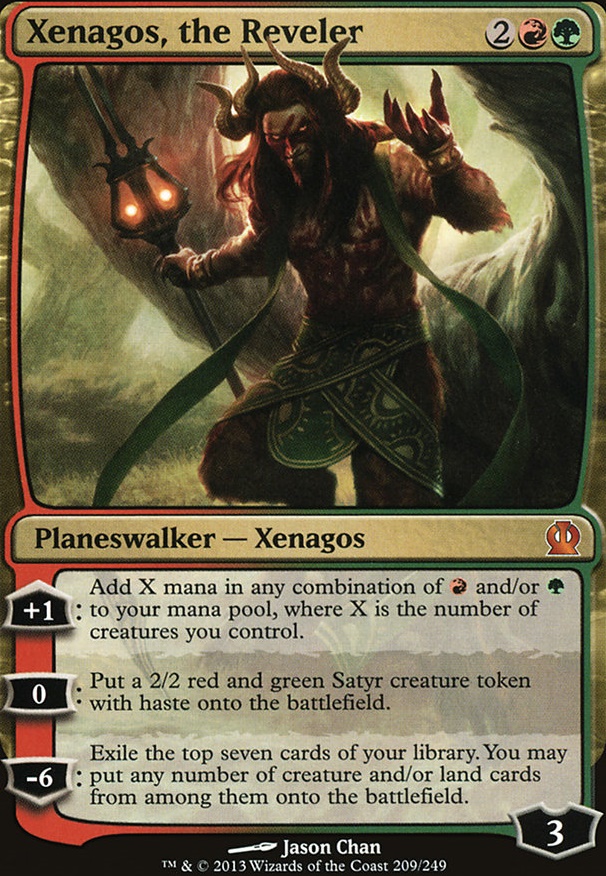 Xenagos, the Reveler 2
Planeswalker — Xenagos
+1
: Add X mana in any combination of and/or
to your mana pool, where X is the number of
creatures you control.
0
: Put a 2/2 red and green Satyr creature token
with haste onto the battlefield.
-6
: Exile the top seven cards of your library. You may
put any number of creature and/or land cards
from among them onto the battlefield.
3
Jason Chan
™ & © 2013 Wizards of the Coast 209/249